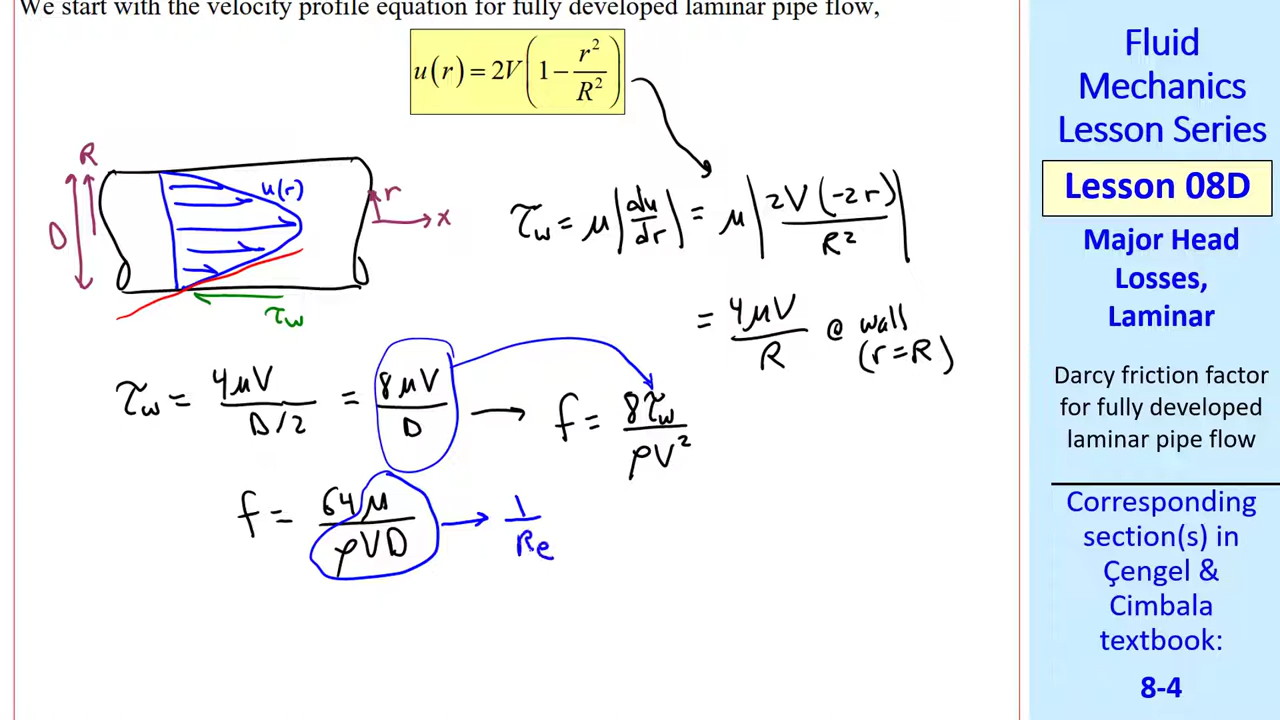 We start with the velocity profile equation for fully developed laminar pipe flow,
u(r) = 2V(1 − r²/R²)
R
D
u(r)
r
x
τw
τw = μ|du/dr| = μ|2V(-2r)/R²|
= 4μV/R @ wall
(r=R)
τw = 4μV/(D/2) = 8μV/D → f = 8τw/ρV²
f = 64μ/ρVD → 1/Re
Fluid
Mechanics
Lesson Series
Lesson 08D
Major Head
Losses,
Laminar
Darcy friction factor
for fully developed
laminar pipe flow
Corresponding
section(s) in
Çengel &
Cimbala
textbook:
8-4